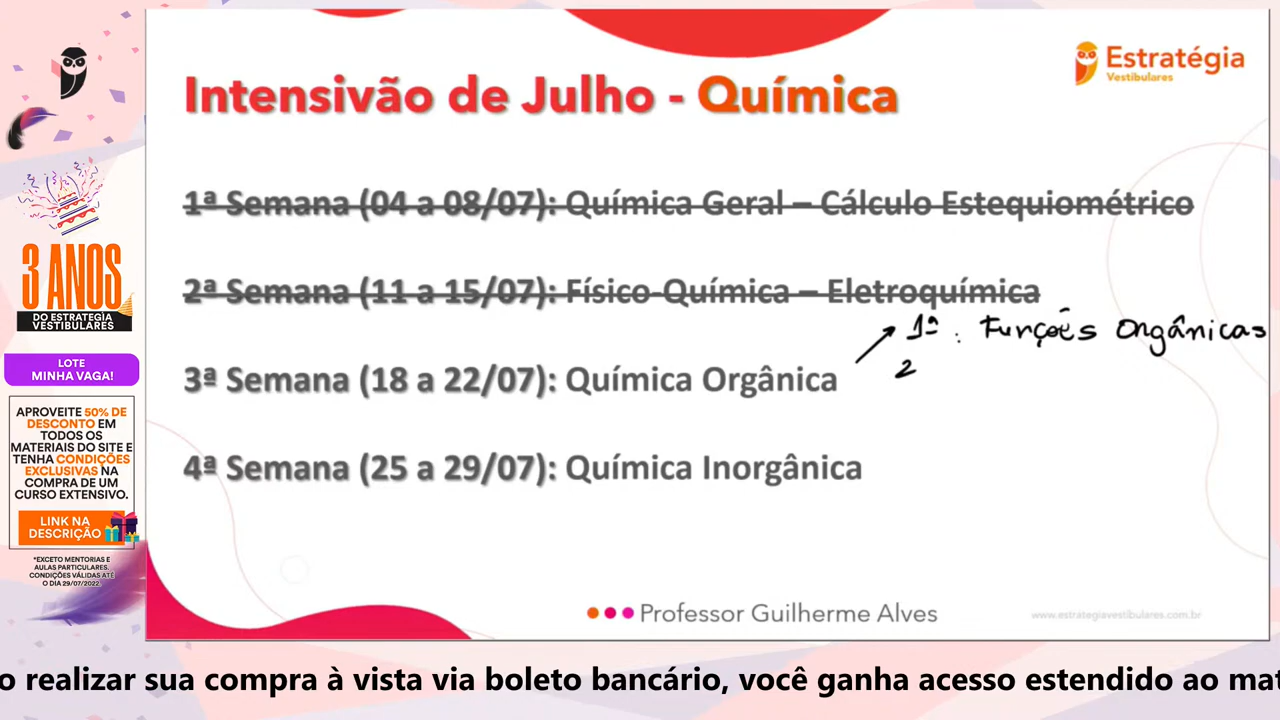 Intensivão de Julho - Química
Estratégia
Vestibulares
1ª Semana (04 a 08/07): Química Geral – Cálculo Estequiométrico
2ª Semana (11 a 15/07): Físico-Química – Eletroquímica
1ª : Funções Orgânicas
2
3ª Semana (18 a 22/07): Química Orgânica
4ª Semana (25 a 29/07): Química Inorgânica
Professor Guilherme Alves
www.estrategiavestibulares.com.br
3 ANOS
DO ESTRATEGIA
VESTIBULARES
LOTE
MINHA VAGA!
APROVEITE 50% DE
DESCONTO EM
TODOS OS
MATERIAIS DO SITE E
TENHA CONDIÇÕES
EXCLUSIVAS NA
COMPRA DE UM
CURSO EXTENSIVO.
LINK NA
DESCRIÇÃO
*EXCETO MENTORIAS E
AULAS PARTICULARES.
CONDIÇÕES VÁLIDAS ATÉ
O DIA 29/07/2022.
o realizar sua compra à vista via boleto bancário, você ganha acesso estendido ao mat